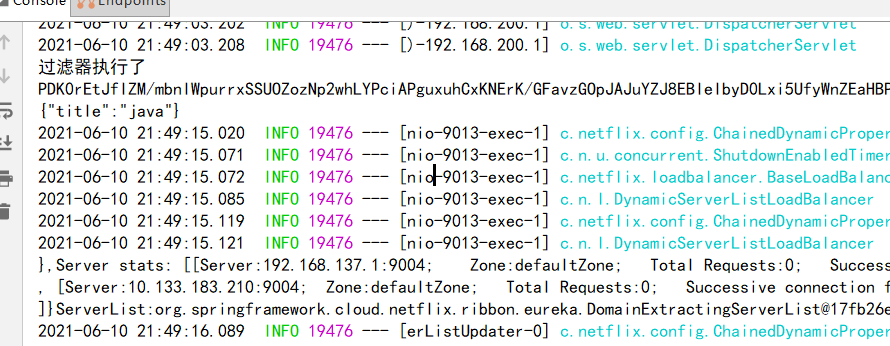 Console Endpoints
2021-06-10 21:49:03.202 INFO 19476 --- [)-192.168.200.1] o.s.web.servlet.DispatcherServlet
2021-06-10 21:49:03.208 INFO 19476 --- [)-192.168.200.1] o.s.web.servlet.DispatcherServlet
过滤器执行了
{"title":"java"}
2021-06-10 21:49:15.020 INFO 19476 --- [nio-9013-exec-1] c.netflix.config.ChainedDynamicProper
2021-06-10 21:49:15.071 INFO 19476 --- [nio-9013-exec-1] c.n.u.concurrent.ShutdownEnabledTimer
2021-06-10 21:49:15.072 INFO 19476 --- [nio-9013-exec-1] c.netflix.loadbalancer.BaseLoadBalanc
2021-06-10 21:49:15.085 INFO 19476 --- [nio-9013-exec-1] c.n.l.DynamicServerListLoadBalancer
2021-06-10 21:49:15.119 INFO 19476 --- [nio-9013-exec-1] c.netflix.config.ChainedDynamicProper
2021-06-10 21:49:15.121 INFO 19476 --- [nio-9013-exec-1] c.n.l.DynamicServerListLoadBalancer
},Server stats: [[Server:192.168.137.1:9004; Zone:defaultZone; Total Requests:0; Success
, [Server:10.133.183.210:9004; Zone:defaultZone; Total Requests:0; Successive connection f
]}ServerList:org.springframework.cloud.netflix.ribbon.eureka.DomainExtractingServerList@17fb26e
2021-06-10 21:49:16.089 INFO 19476 --- [erListUpdater-0] c.netflix.config.ChainedDynamicProper